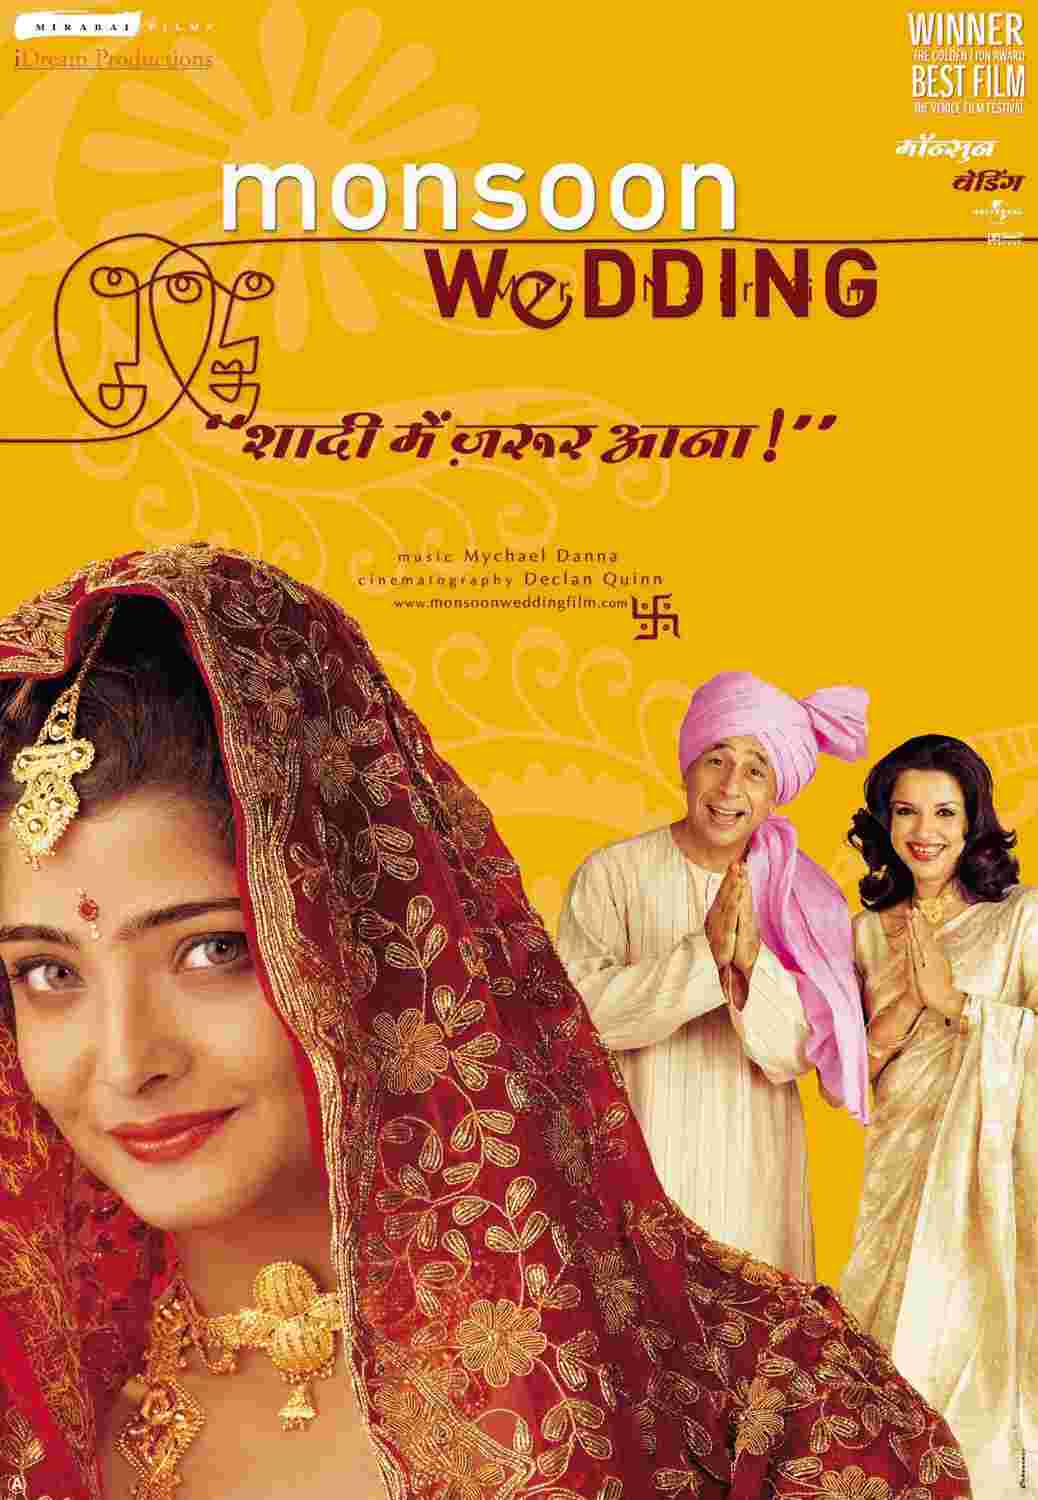 MIRABAI FILMS
iDream Productions
WINNER
THE GOLDEN LION AWARD
BEST FILM
THE VENICE FILM FESTIVAL
मॉन्सून
वेडिंग
UNIVERSAL
monsoon
WeDDING
"शादी में ज़रूर आना!"
music Mychael Danna
cinematography Declan Quinn
www.monsoonweddingfilm.com